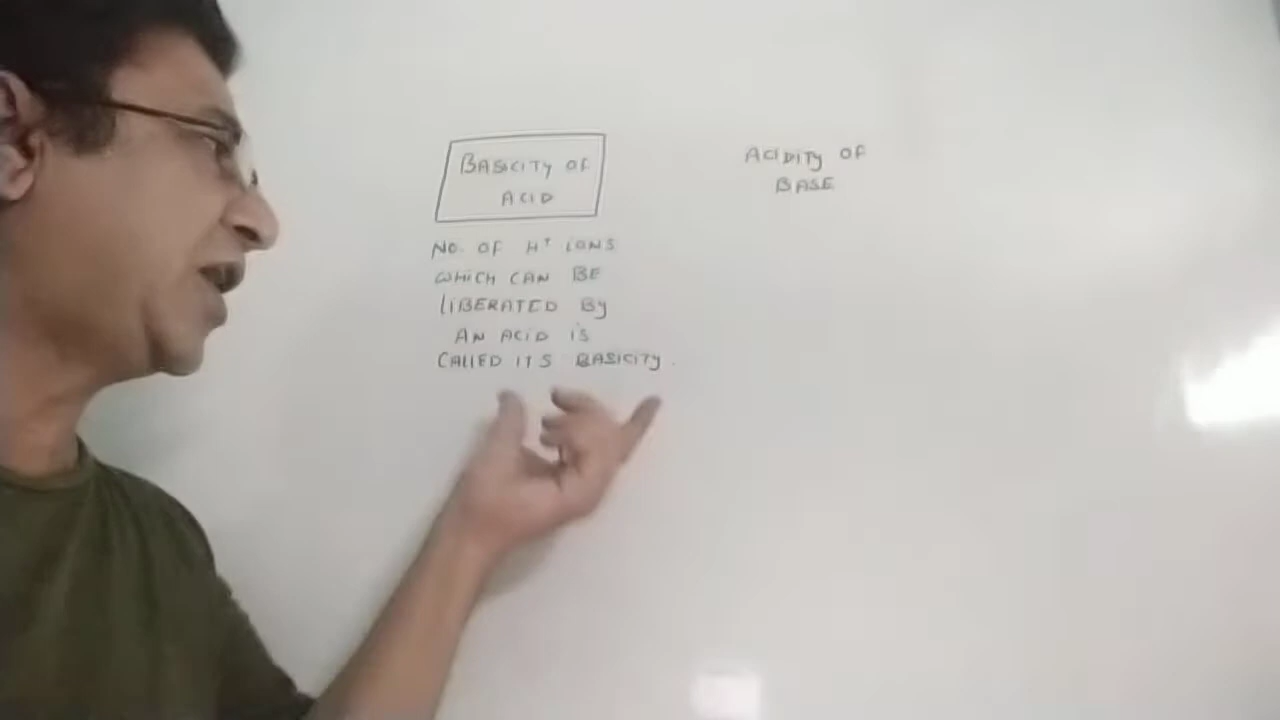 BASICITY OF
ACID
NO. OF H+ IONS
WHICH CAN BE
LIBERATED BY
AN ACID IS
CALLED ITS BASICITY.
ACIDITY OF
BASE